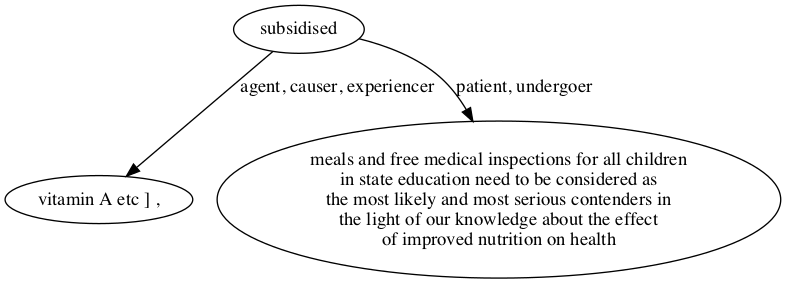 subsidised
agent, causer, experiencer
patient, undergoer
vitamin A etc ] ,
meals and free medical inspections for all children
in state education need to be considered as
the most likely and most serious contenders in
the light of our knowledge about the effect
of improved nutrition on health